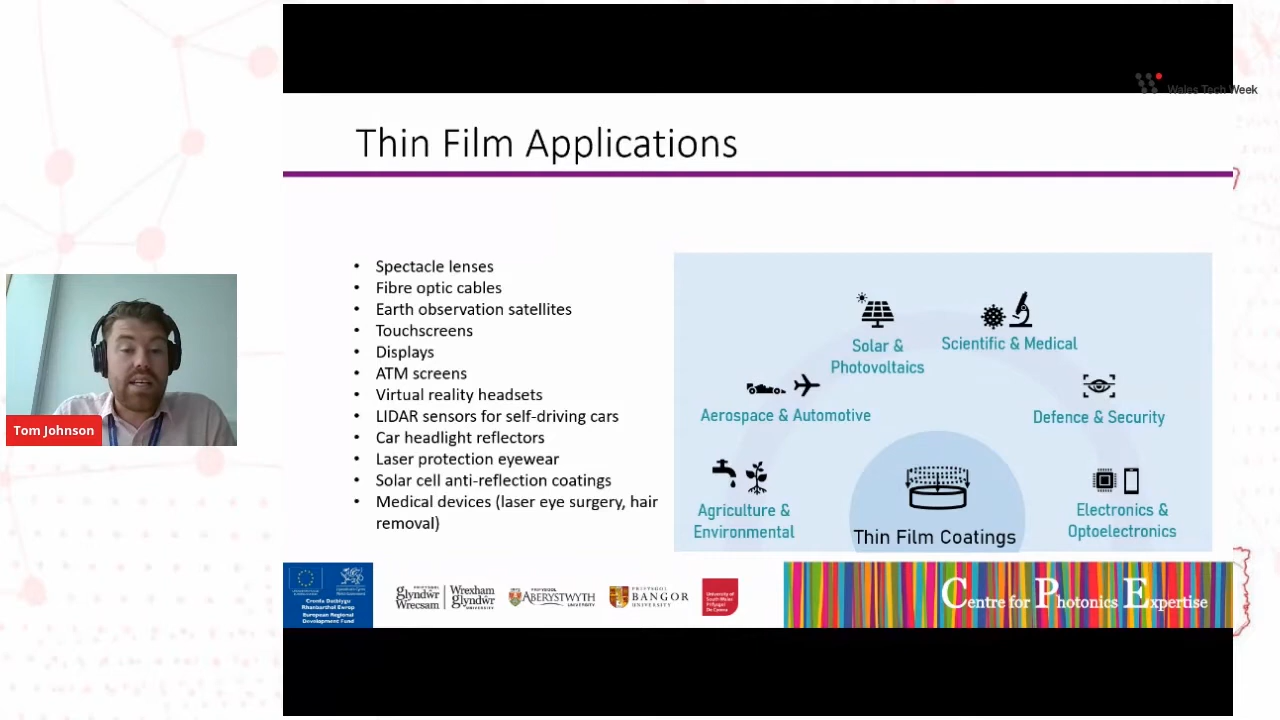 Wales Tech Week
Thin Film Applications
• Spectacle lenses
• Fibre optic cables
• Earth observation satellites
• Touchscreens
• Displays
• ATM screens
• Virtual reality headsets
• LIDAR sensors for self-driving cars
• Car headlight reflectors
• Laser protection eyewear
• Solar cell anti-reflection coatings
• Medical devices (laser eye surgery, hair
removal)
Solar &
Photovoltaics
Scientific & Medical
Aerospace & Automotive
Defence & Security
Agriculture &
Environmental
Thin Film Coatings
Electronics &
Optoelectronics
Tom Johnson
Cronfa Datblygu
Rhanbarthol Ewrop
European Regional
Development Fund
glyndŵr
Wrecsam
Wrexham
glyndŵr
UNIVERSITY
ABERYSTWYTH
UNIVERSITY
PRIFYSGOL
BANGOR
UNIVERSITY
University of
South Wales
Prifysgol
De Cymru
Centre for Photonics Expertise